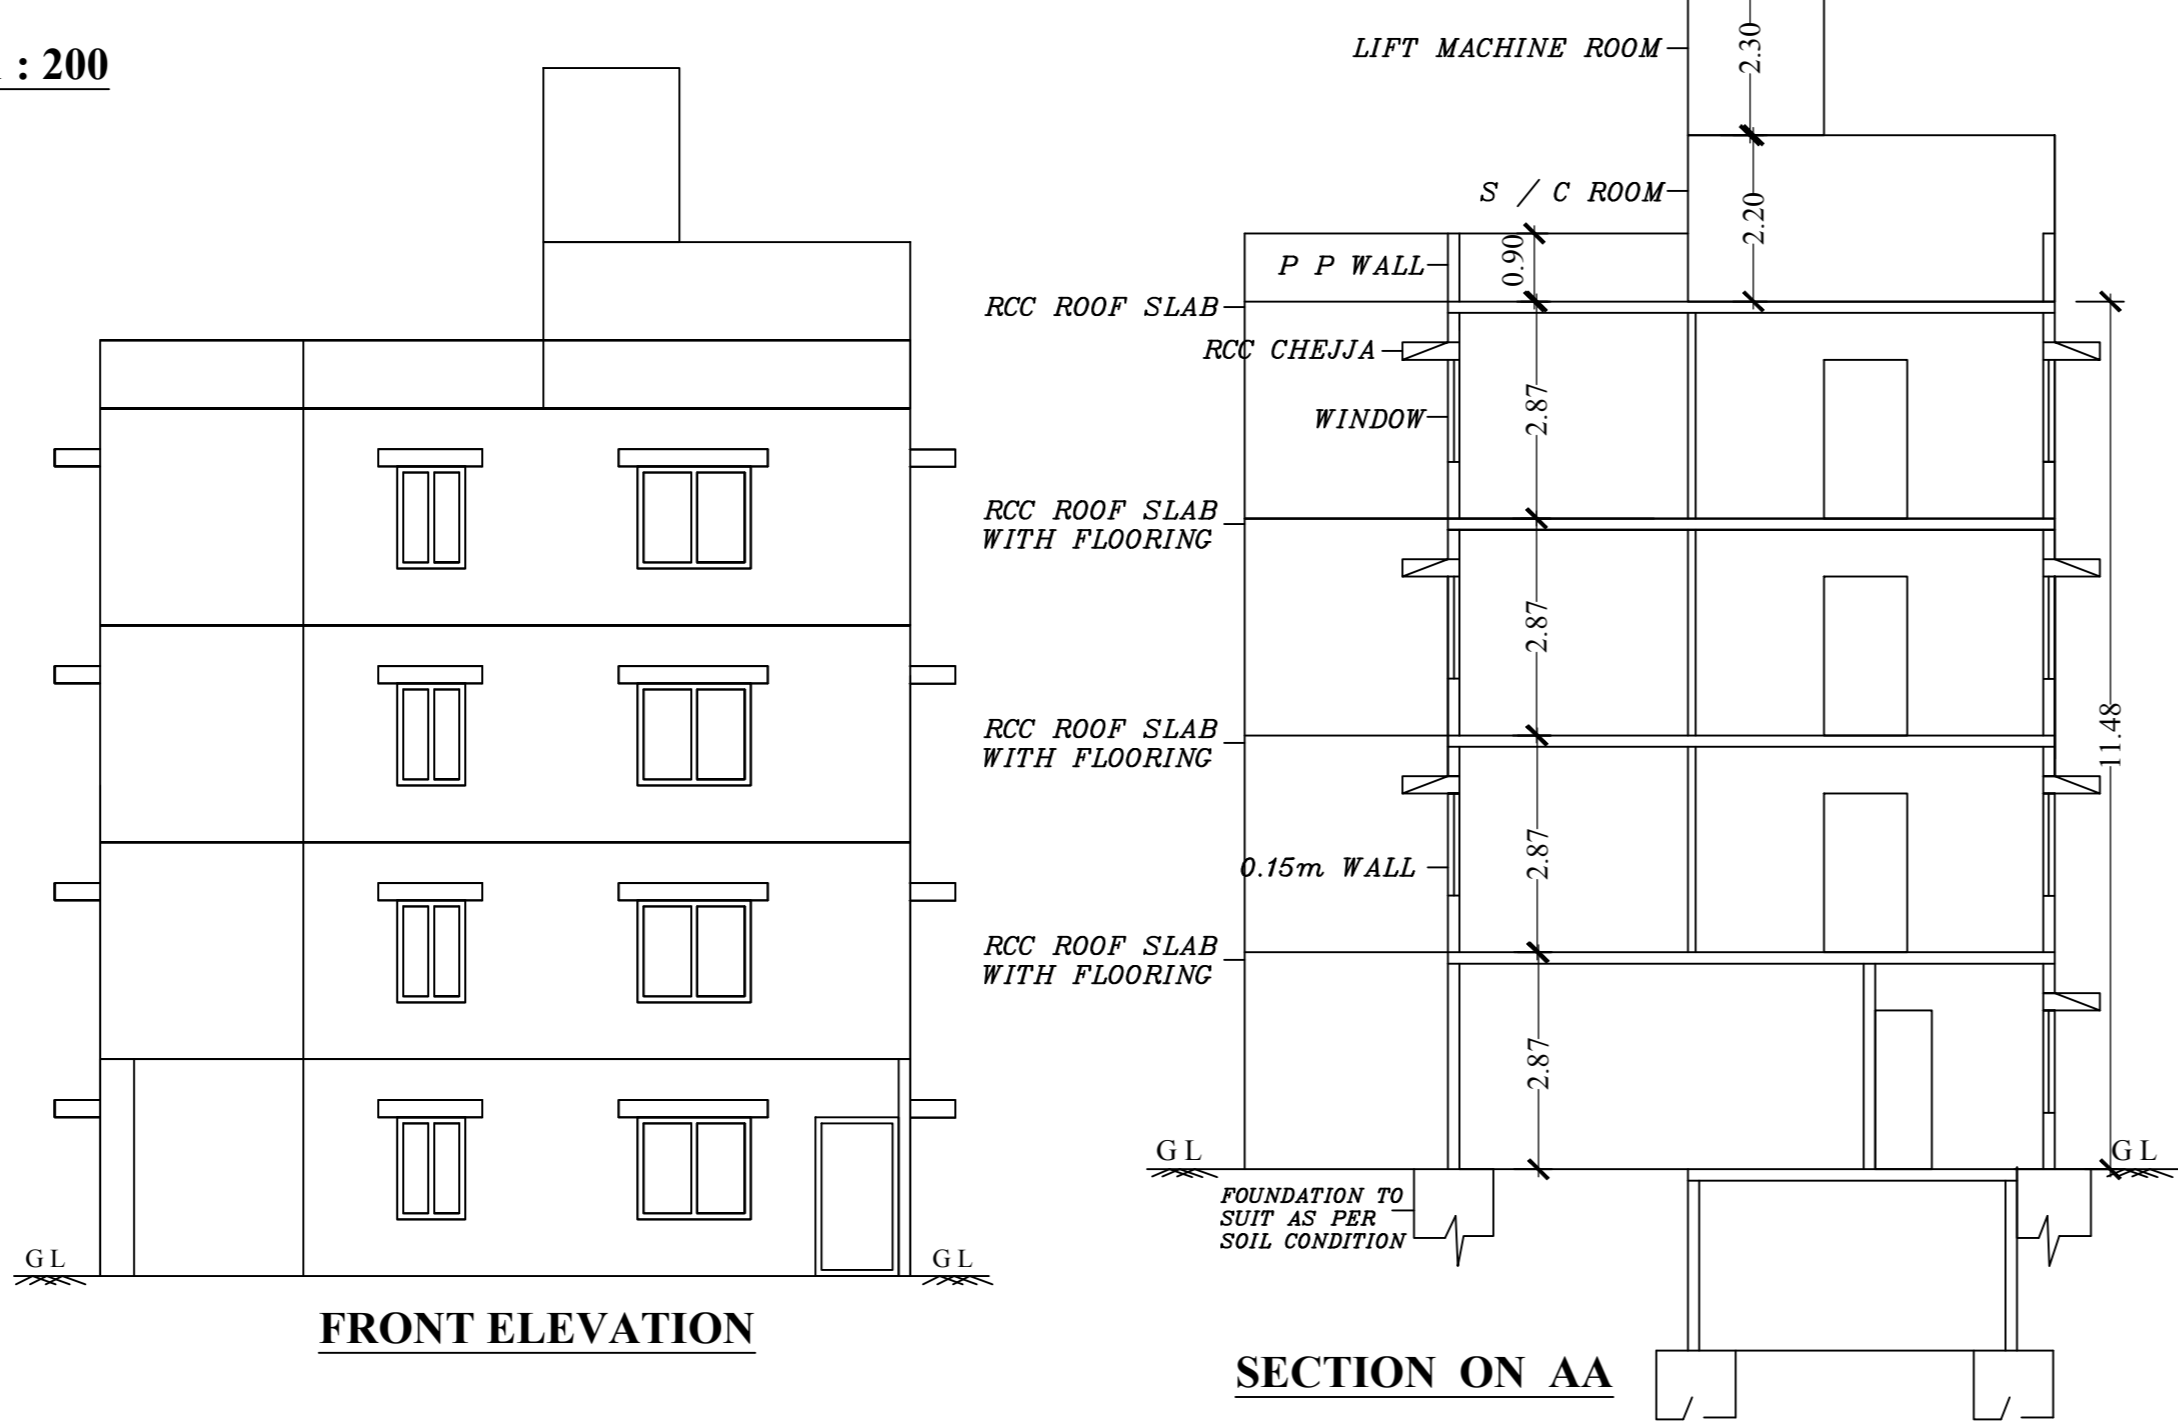 : 200
LIFT MACHINE ROOM
2.30
S / C ROOM
2.20
P P WALL
0.90
RCC ROOF SLAB
RCC CHEJJA
WINDOW
2.87
RCC ROOF SLAB
WITH FLOORING
2.87
RCC ROOF SLAB
WITH FLOORING
11.48
2.87
0.15m WALL
RCC ROOF SLAB
WITH FLOORING
2.87
G L
G L
FOUNDATION TO
SUIT AS PER
SOIL CONDITION
G L
G L
FRONT ELEVATION
SECTION ON AA